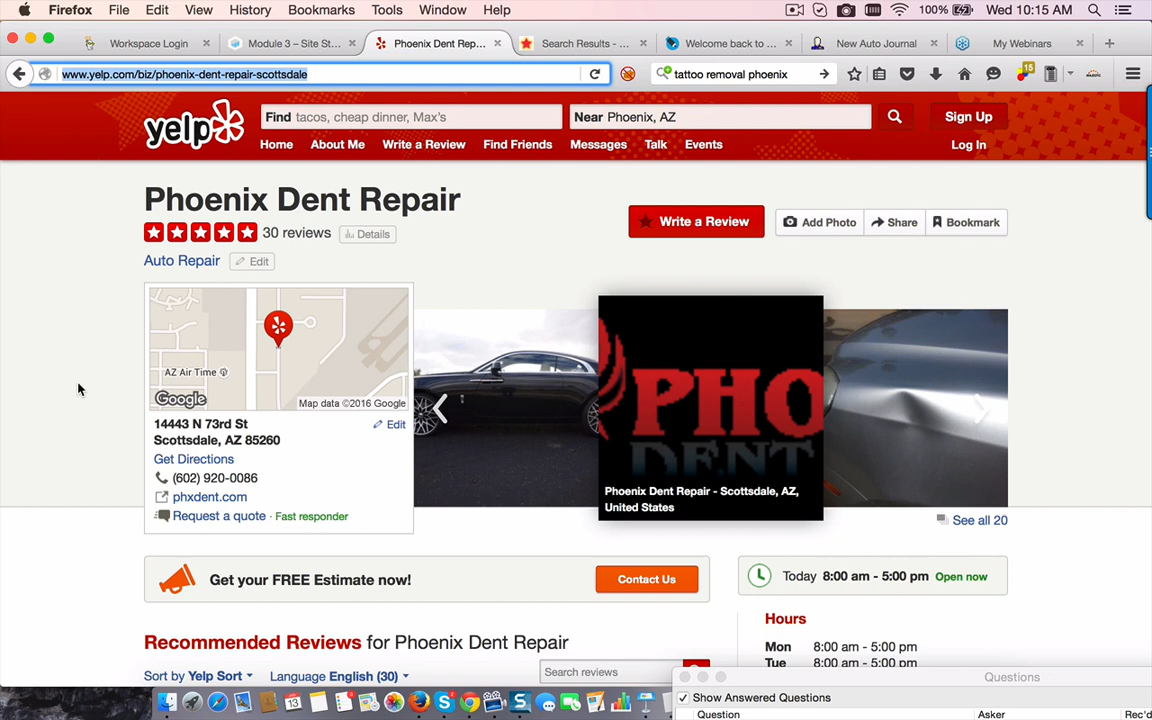 Firefox File Edit View History Bookmarks Tools Window Help 100% Wed 10:15 AM
Workspace Login Module 3 – Site St... Phoenix Dent Rep... Search Results - ... Welcome back to ... New Auto Journal My Webinars
www.yelp.com/biz/phoenix-dent-repair-scottsdale tattoo removal phoenix 15
yelp Find tacos, cheap dinner, Max's Near Phoenix, AZ Sign Up
Home About Me Write a Review Find Friends Messages Talk Events Log In
Phoenix Dent Repair
30 reviews Details
Write a Review Add Photo Share Bookmark
Auto Repair Edit
AZ Air Time
Google Map data ©2016 Google
14443 N 73rd St Edit
Scottsdale, AZ 85260
Get Directions
(602) 920-0086
phxdent.com
Request a quote · Fast responder
PHO
DENT
Phoenix Dent Repair - Scottsdale, AZ,
United States
See all 20
Get your FREE Estimate now! Contact Us
Today 8:00 am - 5:00 pm Open now
Hours
Mon 8:00 am - 5:00 pm
Tue 8:00 am - 5:00 pm
Recommended Reviews for Phoenix Dent Repair
Sort by Yelp Sort Language English (30) Search reviews
Questions
Show Answered Questions
Question Asker Rec'd
13